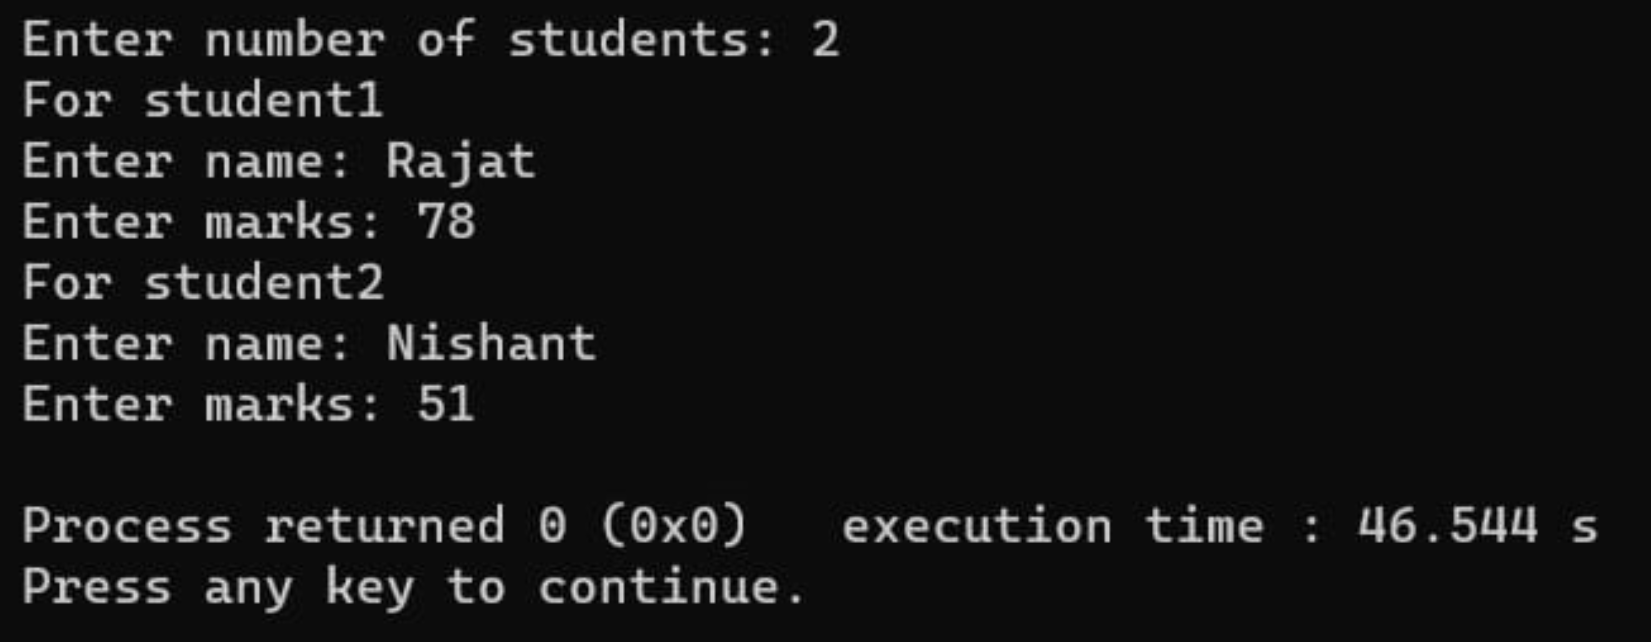 Enter number of students: 2
For student1
Enter name: Rajat
Enter marks: 78
For student2
Enter name: Nishant
Enter marks: 51
Process returned 0 (0x0)   execution time : 46.544 s
Press any key to continue.